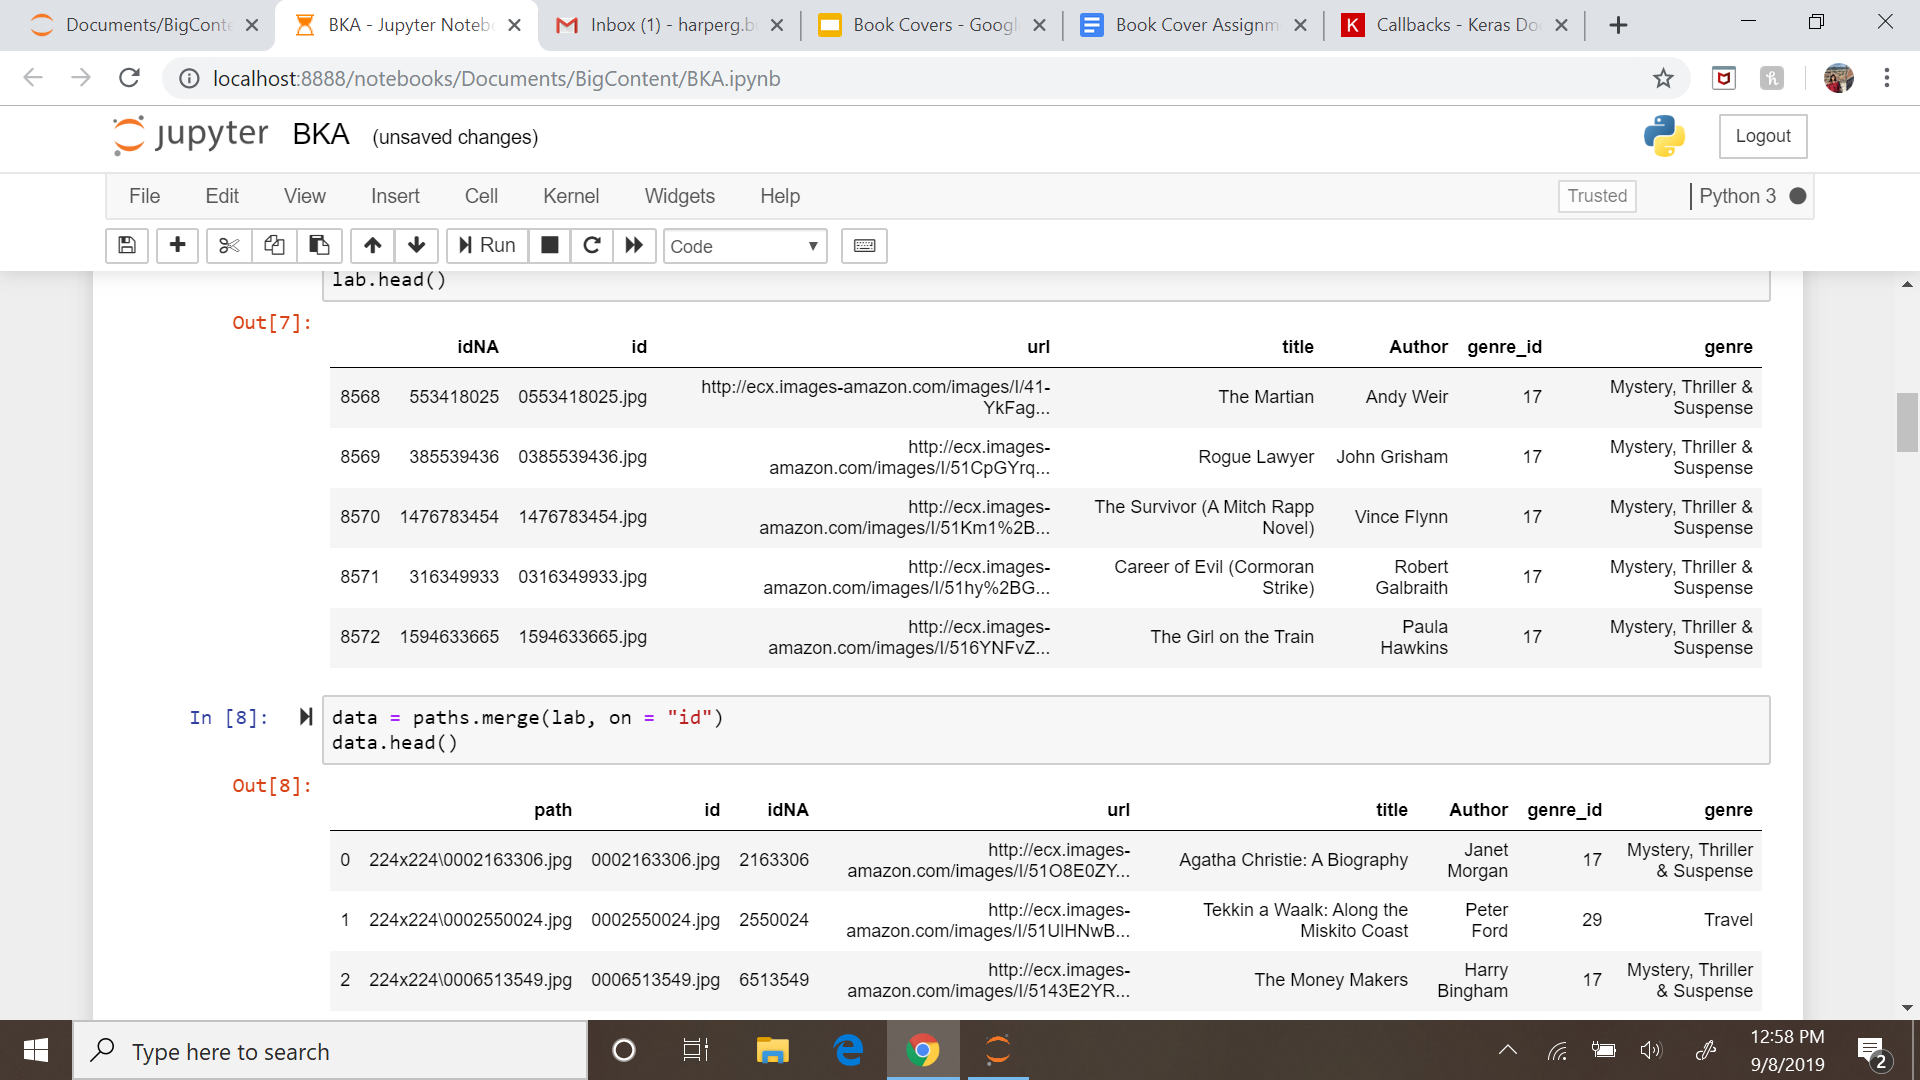 Documents/BigConte
BKA - Jupyter Noteb
Inbox (1) - harperg.b
Book Covers - Googl
Book Cover Assignm
Callbacks - Keras Do
localhost:8888/notebooks/Documents/BigContent/BKA.ipynb
jupyter BKA (unsaved changes)
Logout
File Edit View Insert Cell Kernel Widgets Help
Trusted
Python 3
Run
Code
lab.head()
Out[7]:
idNA id url title Author genre_id genre
8568 553418025 0553418025.jpg http://ecx.images-amazon.com/images/I/41-YkFag... The Martian Andy Weir 17 Mystery, Thriller & Suspense
8569 385539436 0385539436.jpg http://ecx.images-amazon.com/images/I/51CpGYrq... Rogue Lawyer John Grisham 17 Mystery, Thriller & Suspense
8570 1476783454 1476783454.jpg http://ecx.images-amazon.com/images/I/51Km1%2B... The Survivor (A Mitch Rapp Novel) Vince Flynn 17 Mystery, Thriller & Suspense
8571 316349933 0316349933.jpg http://ecx.images-amazon.com/images/I/51hy%2BG... Career of Evil (Cormoran Strike) Robert Galbraith 17 Mystery, Thriller & Suspense
8572 1594633665 1594633665.jpg http://ecx.images-amazon.com/images/I/516YNFvZ... The Girl on the Train Paula Hawkins 17 Mystery, Thriller & Suspense
In [8]:
data = paths.merge(lab, on = "id")
data.head()
Out[8]:
path id idNA url title Author genre_id genre
0 224x224\0002163306.jpg 0002163306.jpg 2163306 http://ecx.images-amazon.com/images/I/51O8E0ZY... Agatha Christie: A Biography Janet Morgan 17 Mystery, Thriller & Suspense
1 224x224\0002550024.jpg 0002550024.jpg 2550024 http://ecx.images-amazon.com/images/I/51UlHNwB... Tekkin a Waalk: Along the Miskito Coast Peter Ford 29 Travel
2 224x224\0006513549.jpg 0006513549.jpg 6513549 http://ecx.images-amazon.com/images/I/5143E2YR... The Money Makers Harry Bingham 17 Mystery, Thriller & Suspense
Type here to search
12:58 PM
9/8/2019
2